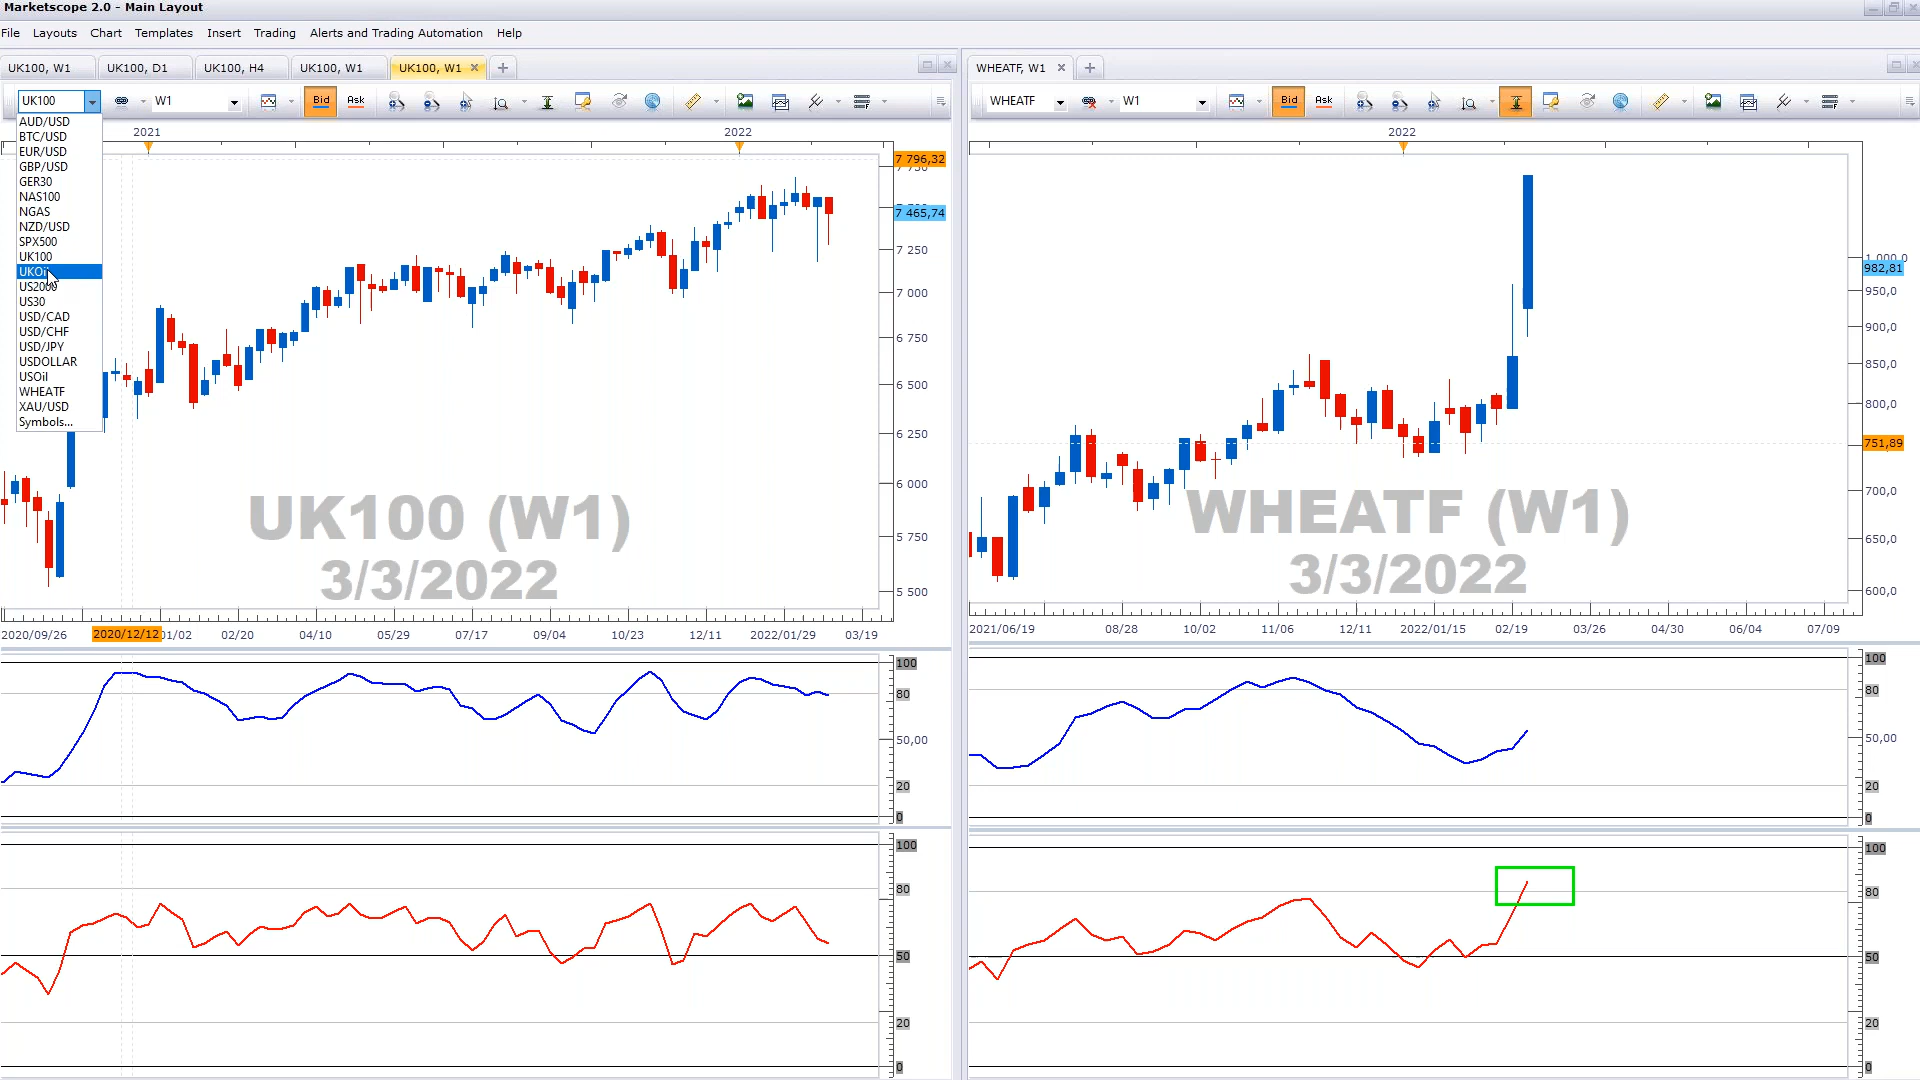 Marketscope 2.0 - Main Layout
File Layouts Chart Templates Insert Trading Alerts and Trading Automation Help
UK100, W1 UK100, D1 UK100, H4 UK100, W1 UK100, W1
UK100 W1 Bid Ask
AUD/USD
BTC/USD
EUR/USD
GBP/USD
GER30
NAS100
NGAS
NZD/USD
SPX500
UK100
US2000
US30
USD/CAD
USD/CHF
USD/JPY
USDOLLAR
USOil
WHEATF
XAU/USD
Symbols...
2021 2022
7 796,32
7 465,74
7 250
7 000
6 750
6 500
6 250
6 000
5 750
5 500
UK100 (W1)
3/3/2022
2020/09/26 2020/12/12 01/02 02/20 04/10 05/29 07/17 09/04 10/23 12/11 2022/01/29 03/19
100
80
50,00
20
0
100
80
50
20
0
WHEATF, W1
WHEATF W1 Bid Ask
2022
1 000,0
982,81
950,0
900,0
850,0
800,0
751,89
700,0
650,0
600,0
WHEATF (W1)
3/3/2022
2021/06/19 08/28 10/02 11/06 12/11 2022/01/15 02/19 03/26 04/30 06/04 07/09
100
80
50,00
20
0
100
80
50
20
0